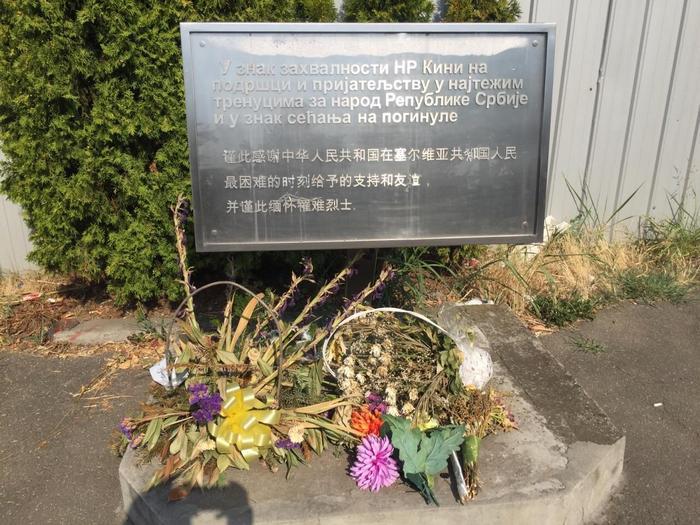 У знак захвалности НР Кини на
подршци и пријатељству у најтежим
тренуцима за народ Републике Србије
и у знак сећања на погинуле
谨此感谢中华人民共和国在塞尔维亚共和国人民
最困难的时刻给予的支持和友谊，
并谨此缅怀罹难烈士．